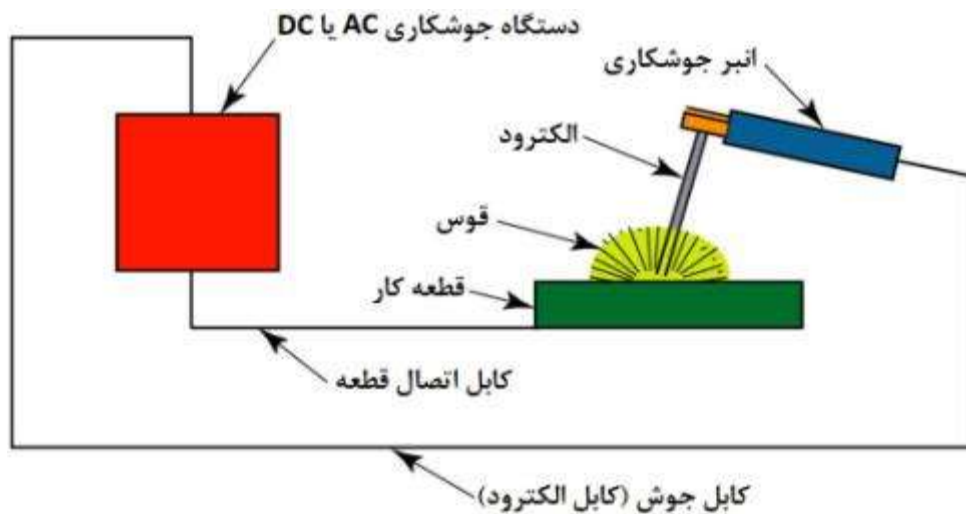 دستگاه جوشکاری AC یا DC
انبر جوشکاری
الکترود
قوس
قطعه کار
کابل اتصال قطعه
کابل جوش (کابل الکترود)